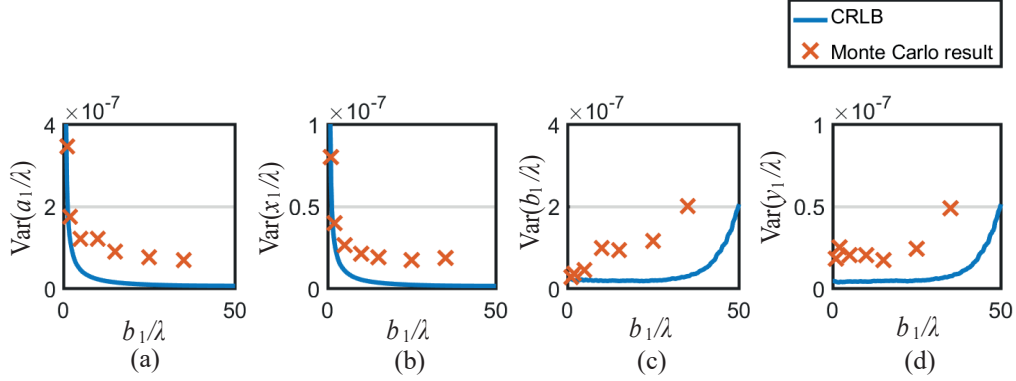 CRLB
Monte Carlo result
×10⁻⁷
4
2
0
0
50
Var(a₁/λ)
b₁/λ
(a)
×10⁻⁷
1
0.5
0
0
50
Var(x₁/λ)
b₁/λ
(b)
×10⁻⁷
4
2
0
0
50
Var(b₁/λ)
b₁/λ
(c)
×10⁻⁷
1
0.5
0
0
50
Var(y₁/λ)
b₁/λ
(d)